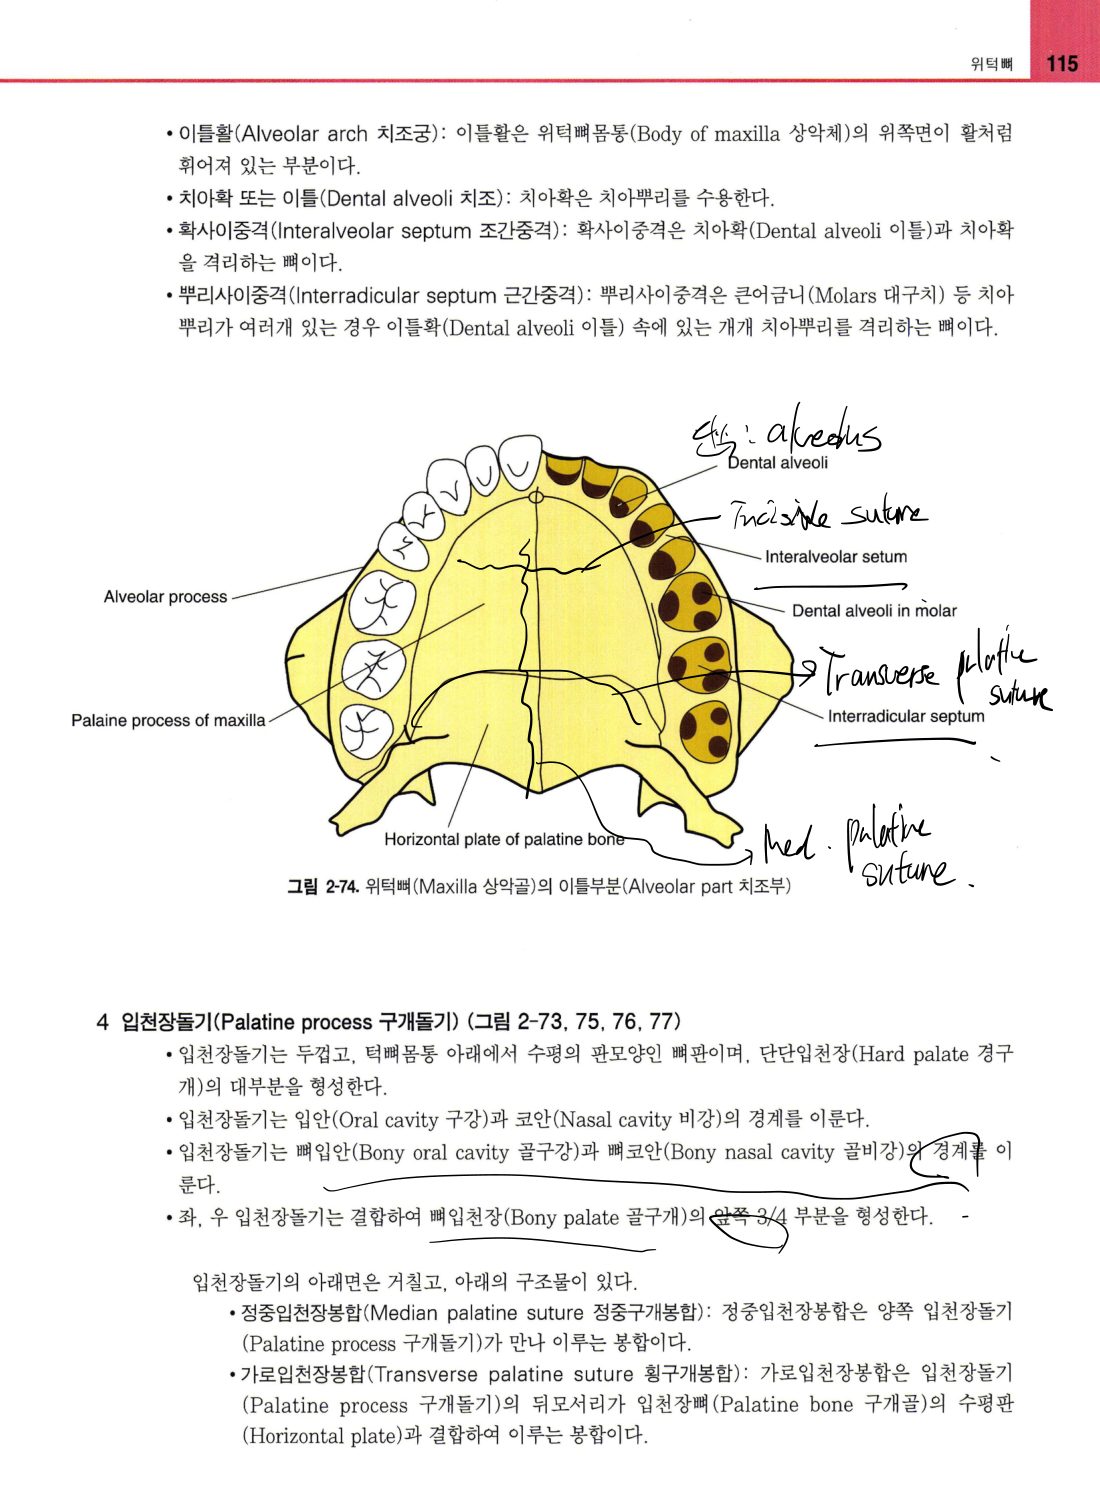 위턱뼈 115
• 이틀활(Alveolar arch 치조궁): 이틀활은 위턱뼈몸통(Body of maxilla 상악체)의 위쪽면이 활처럼
휘어져 있는 부분이다.
• 치아확 또는 이틀(Dental alveoli 치조): 치아확은 치아뿌리를 수용한다.
• 확사이중격(Interalveolar septum 조간중격): 확사이중격은 치아확(Dental alveoli 이틀)과 치아확
을 격리하는 뼈이다.
• 뿌리사이중격(Interradicular septum 근간중격): 뿌리사이중격은 큰어금니(Molars 대구치) 등 치아
뿌리가 여러개 있는 경우 이틀확(Dental alveoli 이틀) 속에 있는 개개 치아뿌리를 격리하는 뼈이다.
단수: alveolus
Dental alveoli
Incisive suture
Interalveolar setum
Alveolar process
Dental alveoli in molar
Transverse palatine
suture
Palaine process of maxilla
Interradicular septum
Horizontal plate of palatine bone
Med. palatine
suture.
그림 2-74. 위턱뼈(Maxilla 상악골)의 이틀부분(Alveolar part 치조부)
4 입천장돌기(Palatine process 구개돌기) (그림 2-73, 75, 76, 77)
• 입천장돌기는 두껍고, 턱뼈몸통 아래에서 수평의 판모양인 뼈판이며, 단단입천장(Hard palate 경구
개)의 대부분을 형성한다.
• 입천장돌기는 입안(Oral cavity 구강)과 코안(Nasal cavity 비강)의 경계를 이룬다.
• 입천장돌기는 뼈입안(Bony oral cavity 골구강)과 뼈코안(Bony nasal cavity 골비강)의 경계를 이
룬다.
• 좌, 우 입천장돌기는 결합하여 뼈입천장(Bony palate 골구개)의 앞쪽 3/4 부분을 형성한다.
입천장돌기의 아래면은 거칠고, 아래의 구조물이 있다.
• 정중입천장봉합(Median palatine suture 정중구개봉합): 정중입천장봉합은 양쪽 입천장돌기
(Palatine process 구개돌기)가 만나 이루는 봉합이다.
• 가로입천장봉합(Transverse palatine suture 횡구개봉합): 가로입천장봉합은 입천장돌기
(Palatine process 구개돌기)의 뒤모서리가 입천장뼈(Palatine bone 구개골)의 수평판
(Horizontal plate)과 결합하여 이루는 봉합이다.